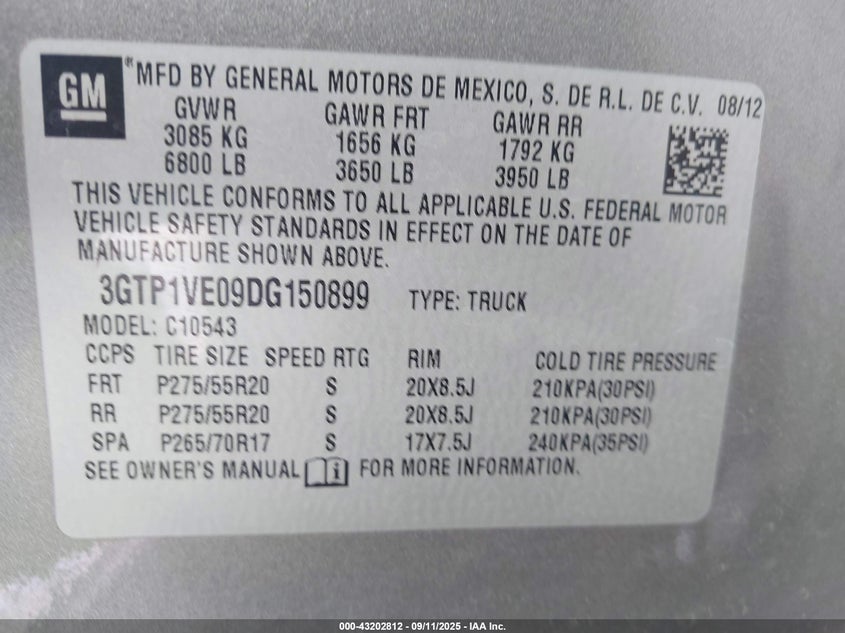 GM
® MFD BY GENERAL MOTORS DE MEXICO, S. DE R.L. DE C.V. 08/12
GVWR GAWR FRT GAWR RR
3085 KG 1656 KG 1792 KG
6800 LB 3650 LB 3950 LB
THIS VEHICLE CONFORMS TO ALL APPLICABLE U.S. FEDERAL MOTOR
VEHICLE SAFETY STANDARDS IN EFFECT ON THE DATE OF
MANUFACTURE SHOWN ABOVE.
3GTP1VE09DG150899 TYPE: TRUCK
MODEL: C10543
CCPS TIRE SIZE SPEED RTG RIM COLD TIRE PRESSURE
FRT P275/55R20 S 20X8.5J 210KPA(30PSI)
RR P275/55R20 S 20X8.5J 210KPA(30PSI)
SPA P265/70R17 S 17X7.5J 240KPA(35PSI)
SEE OWNER'S MANUAL i FOR MORE INFORMATION.
000-43202812 - 09/11/2025 - IAA Inc.